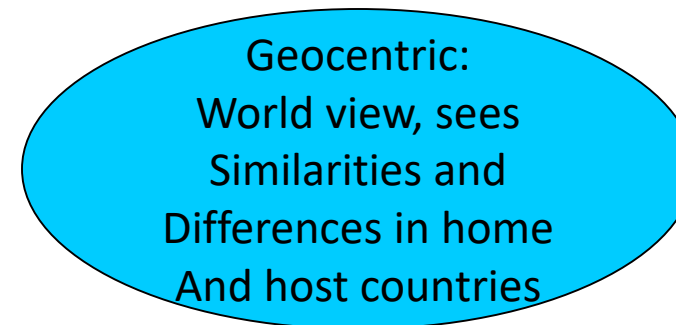 Geocentric:
World view, sees
Similarities and
Differences in home
And host countries